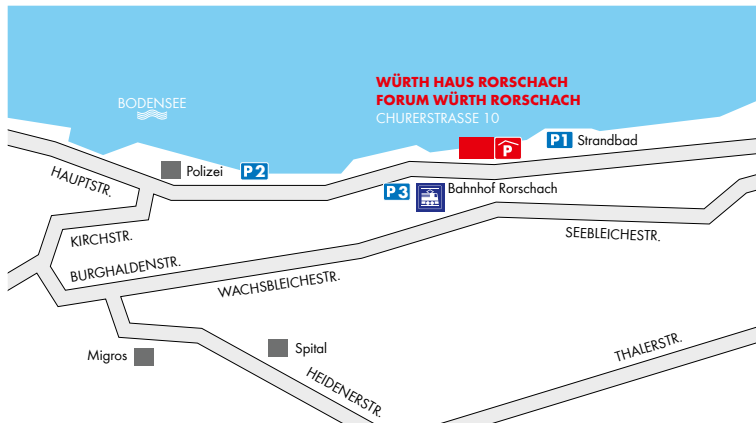 WÜRTH HAUS RORSCHACH
FORUM WÜRTH RORSCHACH
CHURERSTRASSE 10
BODENSEE
P1 Strandbad
P
Polizei P2
HAUPTSTR.
P3 Bahnhof Rorschach
KIRCHSTR.
SEEBLEICHESTR.
BURGHALDENSTR.
WACHSBLEICHESTR.
Migros
Spital
THALERSTR.
HEIDENERSTR.